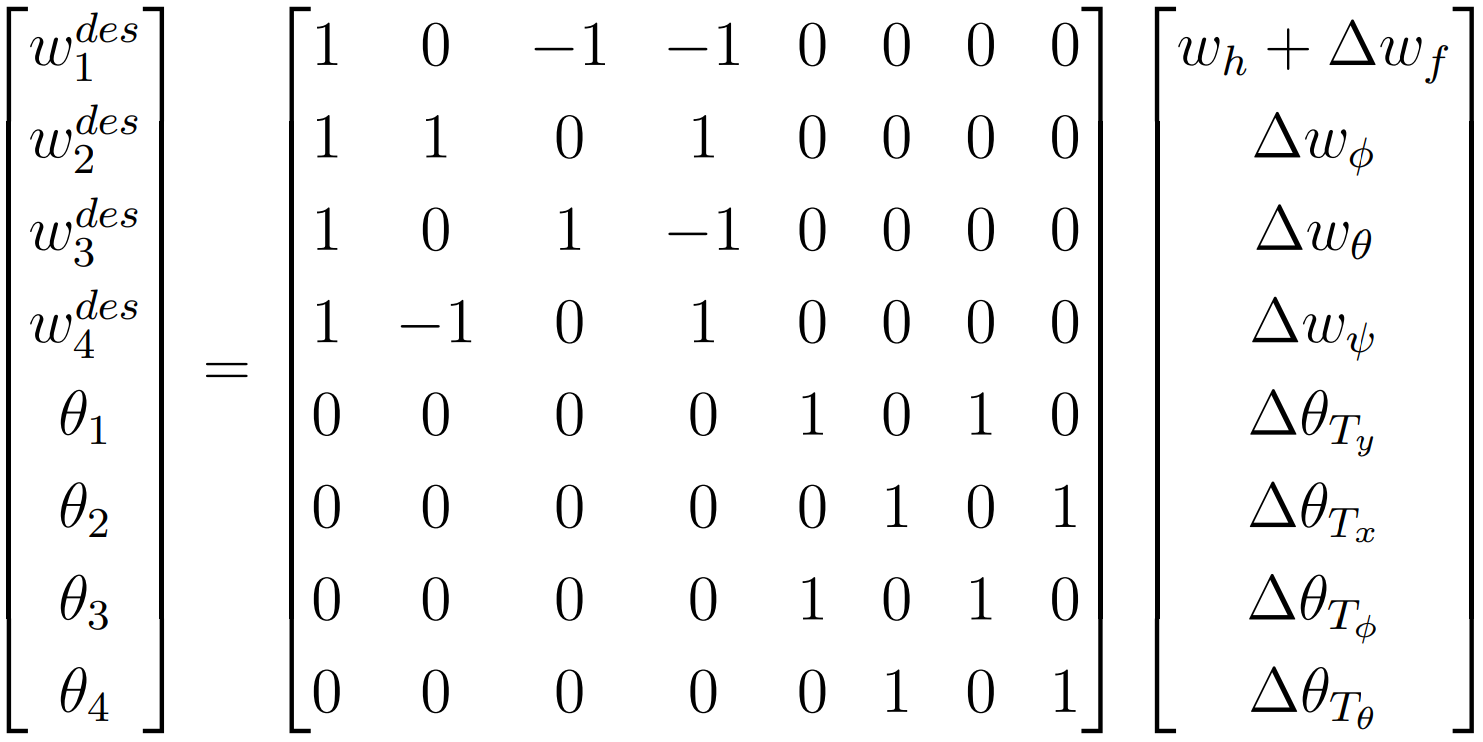 w_1^{des} 1 0 −1 −1 0 0 0 0 w_h + Δw_f
w_2^{des} 1 1 0 1 0 0 0 0 Δw_ϕ
w_3^{des} 1 0 1 −1 0 0 0 0 Δw_θ
w_4^{des} 1 −1 0 1 0 0 0 0 Δw_ψ
=
θ_1 0 0 0 0 1 0 1 0 Δθ_{T_y}
θ_2 0 0 0 0 0 1 0 1 Δθ_{T_x}
θ_3 0 0 0 0 1 0 1 0 Δθ_{T_ϕ}
θ_4 0 0 0 0 0 1 0 1 Δθ_{T_θ}